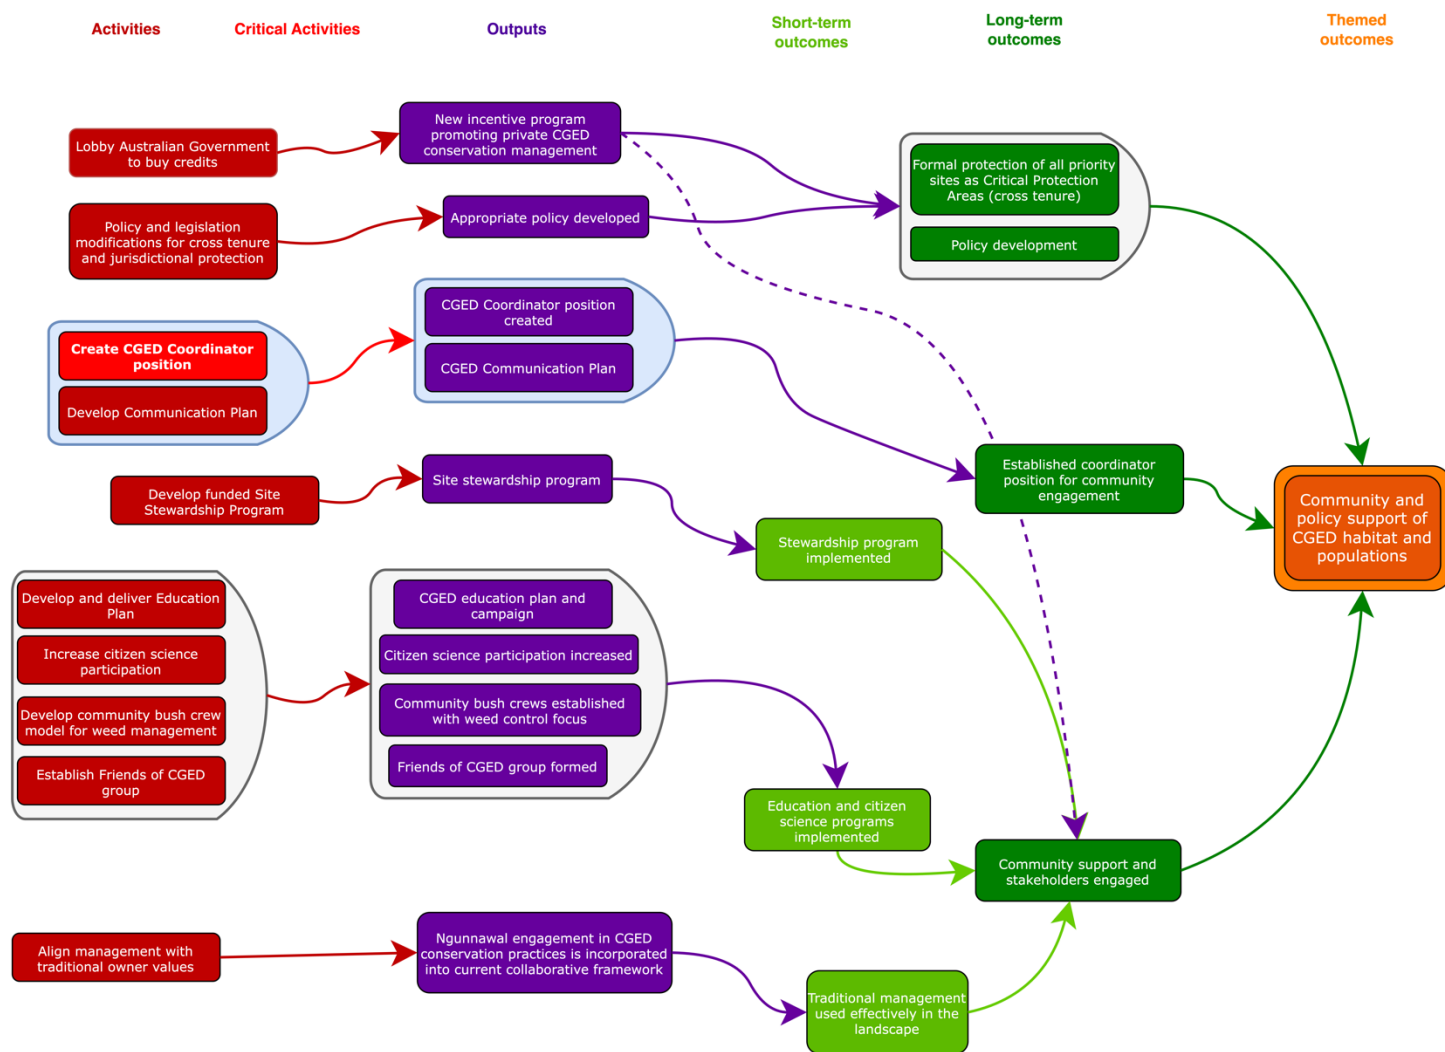 Activities
Critical Activities
Outputs
Short-term
outcomes
Long-term
outcomes
Themed
outcomes
Lobby Australian Government
to buy credits
New incentive program
promoting private CGED
conservation management
Formal protection of all priority
sites as Critical Protection
Areas (cross tenure)
Policy and legislation
modifications for cross tenure
and jurisdictional protection
Appropriate policy developed
Policy development
Create CGED Coordinator
position
Develop Communication Plan
CGED Coordinator position
created
CGED Communication Plan
Established coordinator
position for community
engagement
Community and
policy support of
CGED habitat and
populations
Develop funded Site
Stewardship Program
Site stewardship program
Stewardship program
implemented
Develop and deliver Education
Plan
Increase citizen science
participation
Develop community bush crew
model for weed management
Establish Friends of CGED
group
CGED education plan and
campaign
Citizen science participation increased
Community bush crews established
with weed control focus
Friends of CGED group formed
Education and citizen
science programs
implemented
Community support and
stakeholders engaged
Align management with
traditional owner values
Ngunnawal engagement in CGED
conservation practices is incorporated
into current collaborative framework
Traditional management
used effectively in the
landscape